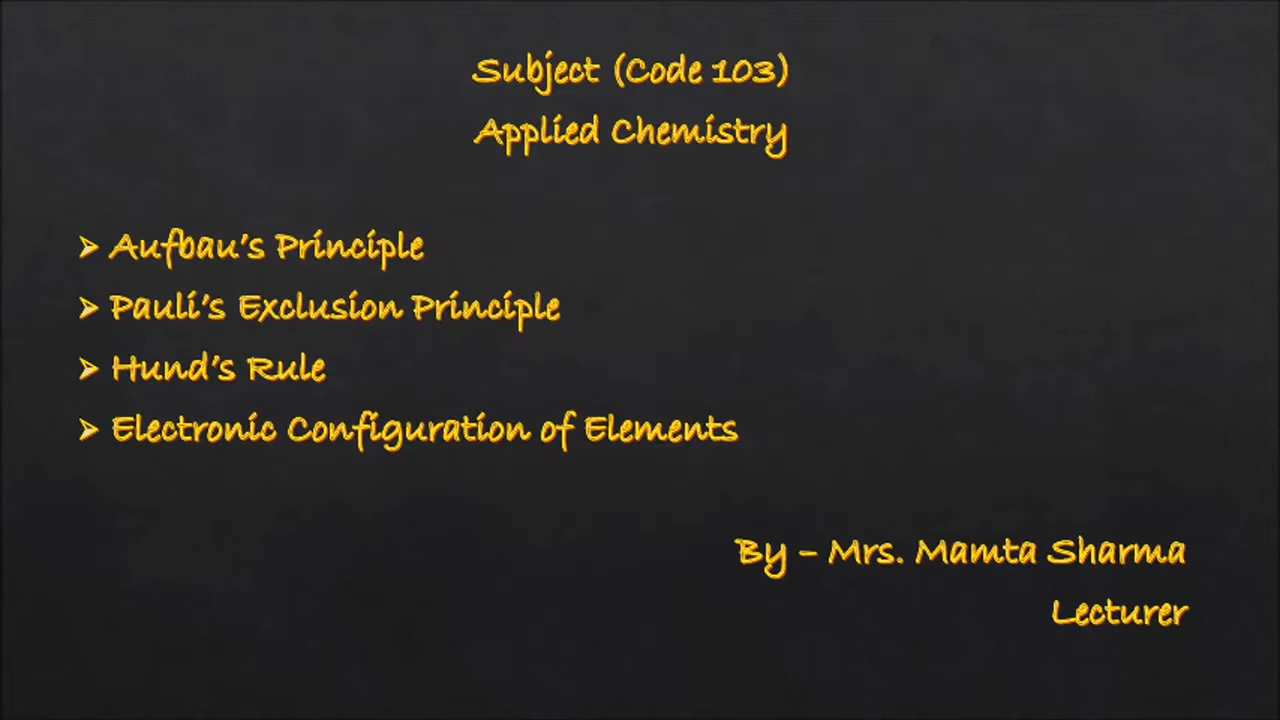 Subject (Code 103)
Applied Chemistry
➢ Aufbau's Principle
➢ Pauli's Exclusion Principle
➢ Hund's Rule
➢ Electronic Configuration of Elements
By – Mrs. Mamta Sharma
Lecturer